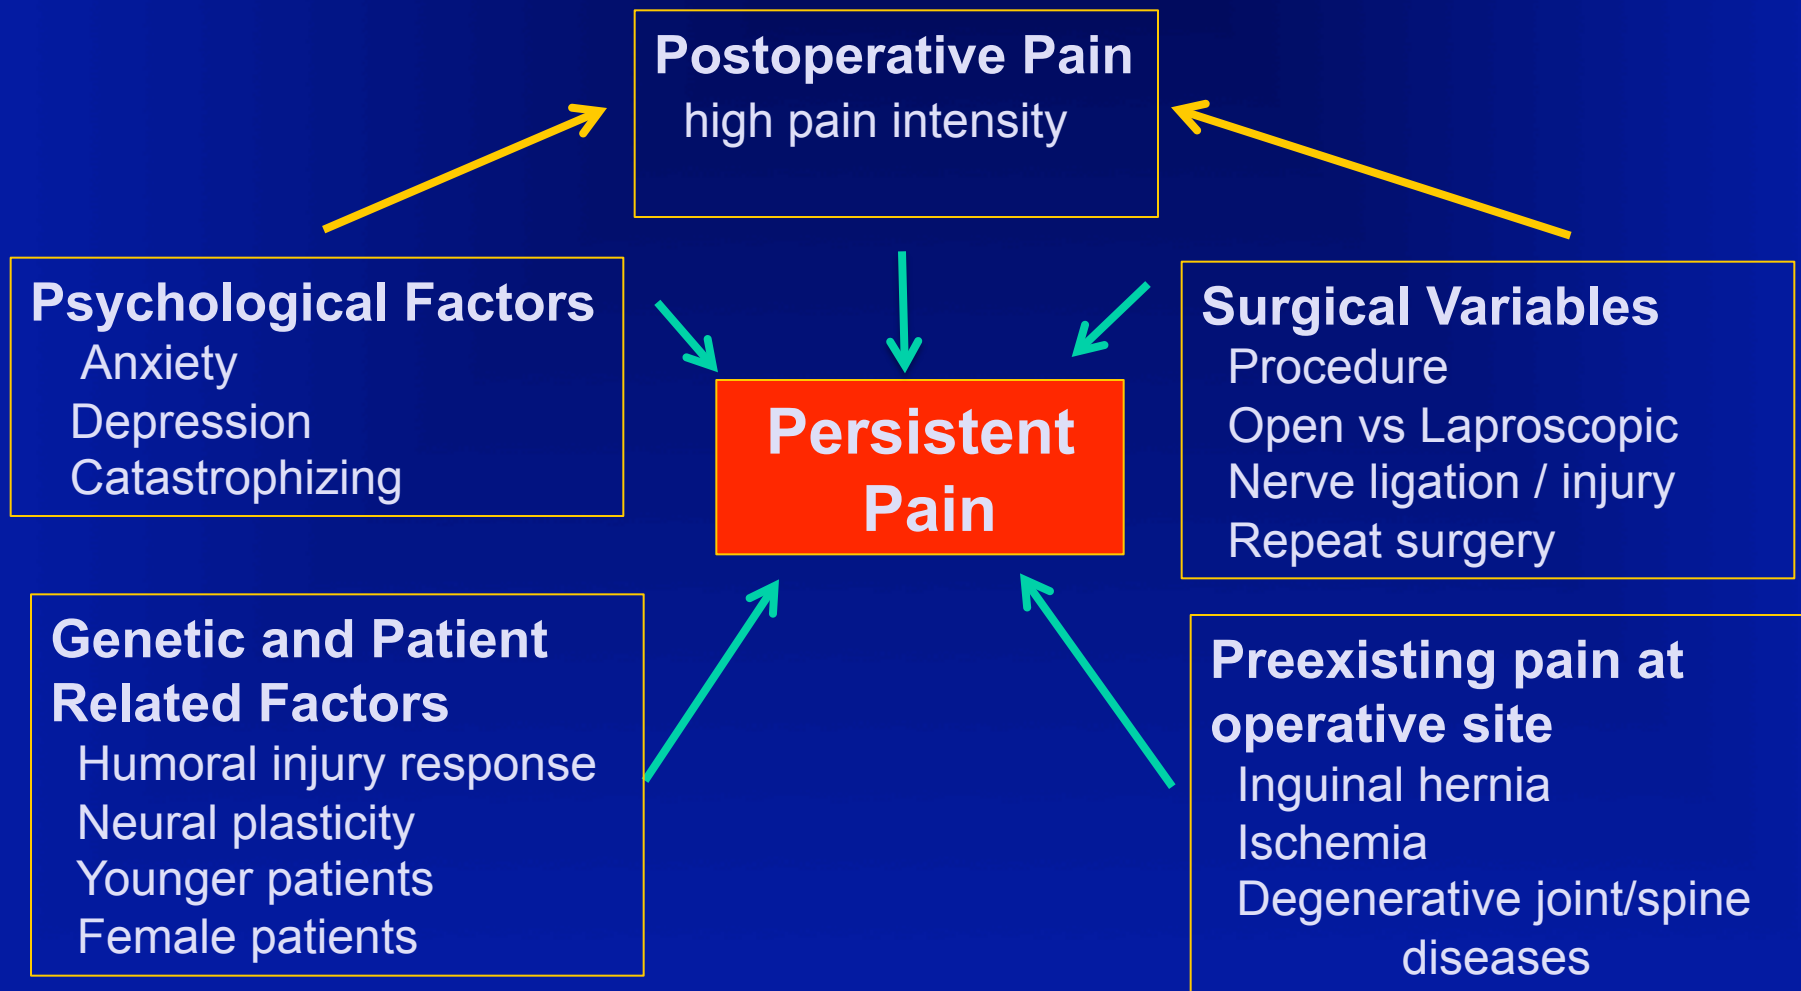 Postoperative Pain
high pain intensity
Psychological Factors
Anxiety
Depression
Catastrophizing
Surgical Variables
Procedure
Open vs Laproscopic
Nerve ligation / injury
Repeat surgery
Persistent
Pain
Genetic and Patient
Related Factors
Humoral injury response
Neural plasticity
Younger patients
Female patients
Preexisting pain at
operative site
Inguinal hernia
Ischemia
Degenerative joint/spine
diseases